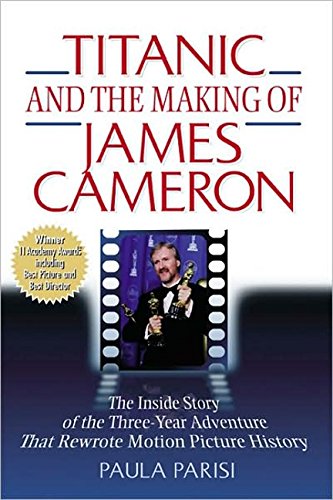 TITANIC
AND THE MAKING OF
JAMES
CAMERON
Winner
11 Academy Awards
including
Best Picture and
Best Director
The Inside Story
of the Three-Year Adventure
That Rewrote Motion Picture History
PAULA PARISI